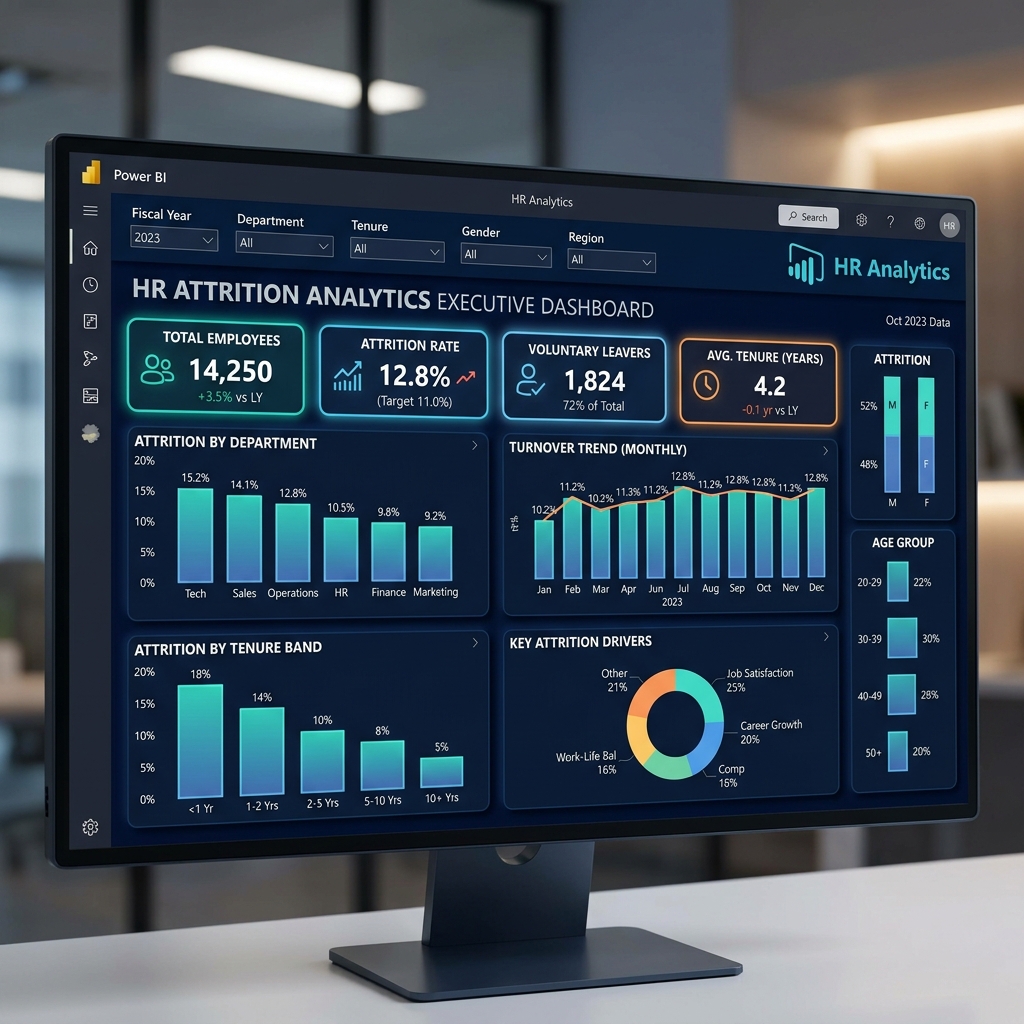 Power BI
HR Analytics
Search
?
HR
Fiscal Year
2023
Department
All
Tenure
All
Gender
All
Region
All
HR Analytics
HR ATTRITION ANALYTICS EXECUTIVE DASHBOARD
Oct 2023 Data
TOTAL EMPLOYEES
14,250
+3.5% vs LY
ATTRITION RATE
12.8%
(Target 11.0%)
VOLUNTARY LEAVERS
1,824
72% of Total
AVG. TENURE (YEARS)
4.2
-0.1 yr vs LY
ATTRITION
52% M F
48% F
M F
ATTRITION BY DEPARTMENT
20%
15%
10%
5%
0%
15.2% 14.1% 12.8% 10.5% 9.8% 9.2%
Tech Sales Operations HR Finance Marketing
TURNOVER TREND (MONTHLY)
10.2% 11.2% 10.2% 11.3% 11.2% 12.8% 11.2% 12.8% 12.8% 11.2% 12.8%
Jan Feb Mar Apr Jun Jul Aug Sep Oct Nev Dec
2023
AGE GROUP
20-29 22%
30-39 30%
40-49 28%
50+ 20%
ATTRITION BY TENURE BAND
20%
15%
10%
5%
0%
18% 14% 10% 8% 5%
<1 Yr 1-2 Yrs 2-5 Yrs 5-10 Yrs 10+ Yrs
KEY ATTRITION DRIVERS
Other
21%
Job Satisfaction
25%
Career Growth
20%
Work-Life Bal
16%
Comp